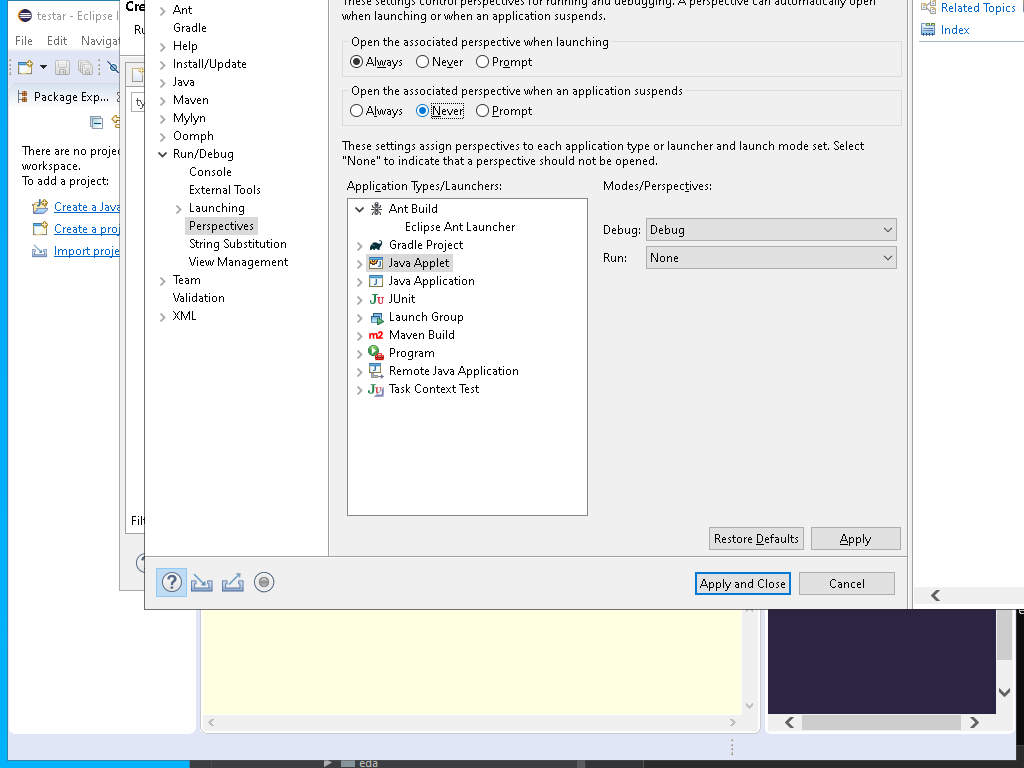 testar - Eclipse I
Cre
File Edit Navigat
Ru
Package Exp...
ty
There are no proje
workspace.
To add a project:
Create a Java
Create a proj
Import proje
Filt
Ant
Gradle
Help
Install/Update
Java
Maven
Mylyn
Oomph
Run/Debug
Console
External Tools
Launching
Perspectives
String Substitution
View Management
Team
Validation
XML
These settings control perspectives for running and debugging. A perspective can automatically open
when launching or when an application suspends.
Open the associated perspective when launching
Always Never Prompt
Open the associated perspective when an application suspends
Always Never Prompt
These settings assign perspectives to each application type or launcher and launch mode set. Select
"None" to indicate that a perspective should not be opened.
Application Types/Launchers:
Ant Build
Eclipse Ant Launcher
Gradle Project
Java Applet
Java Application
JUnit
Launch Group
Maven Build
Program
Remote Java Application
Task Context Test
Modes/Perspectives:
Debug: Debug
Run: None
Restore Defaults Apply
Apply and Close Cancel
Related Topics
Index
eda